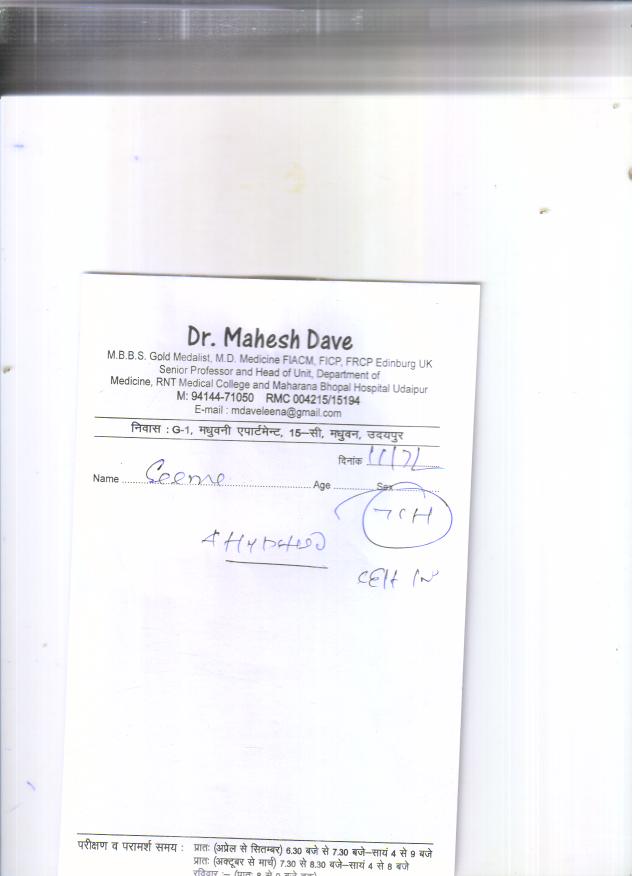 Dr. Mahesh Dave
M.B.B.S. Gold Medalist, M.D. Medicine FIACM, FICP, FRCP Edinburg UK
Senior Professor and Head of Unit, Department of
Medicine, RNT Medical College and Maharana Bhopal Hospital Udaipur
M: 94144-71050 RMC 004215/15194
E-mail : mdaveleena@gmail.com
निवास : G-1, मधुवनी एपार्टमेन्ट, 15–सी, मधुवन, उदयपुर
दिनांक
Name Seema Age Sex
परीक्षण व परामर्श समय : प्रातः (अप्रेल से सितम्बर) 6.30 बजे से 7.30 बजे–सायं 4 से 9 बजे
प्रातः (अक्टूबर से मार्च) 7.30 से 8.30 बजे–सायं 4 से 8 बजे